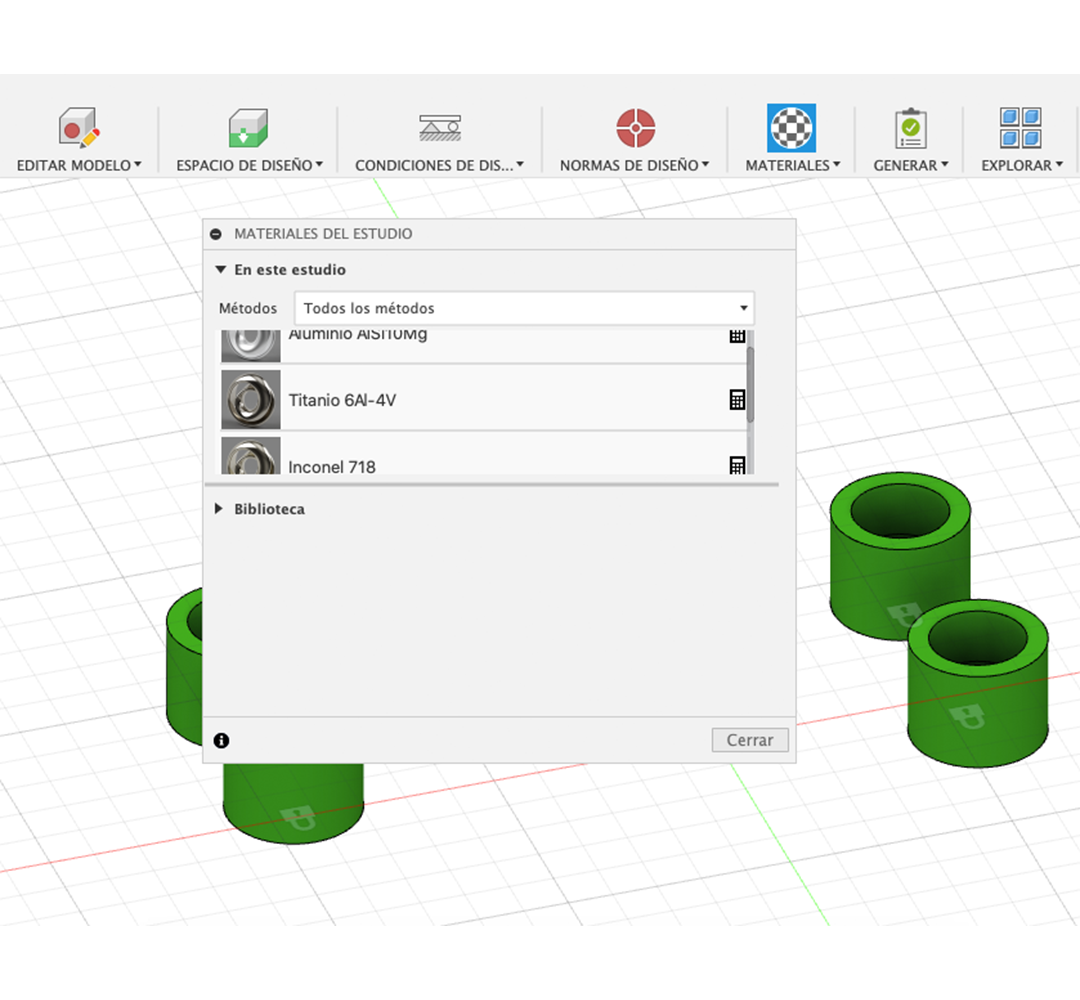 EDITAR MODELO
ESPACIO DE DISEÑO
CONDICIONES DE DIS...
NORMAS DE DISEÑO
MATERIALES
GENERAR
EXPLORAR
MATERIALES DEL ESTUDIO
En este estudio
Métodos
Todos los métodos
Aluminio AlSi10Mg
Titanio 6Al-4V
Inconel 718
Biblioteca
Cerrar